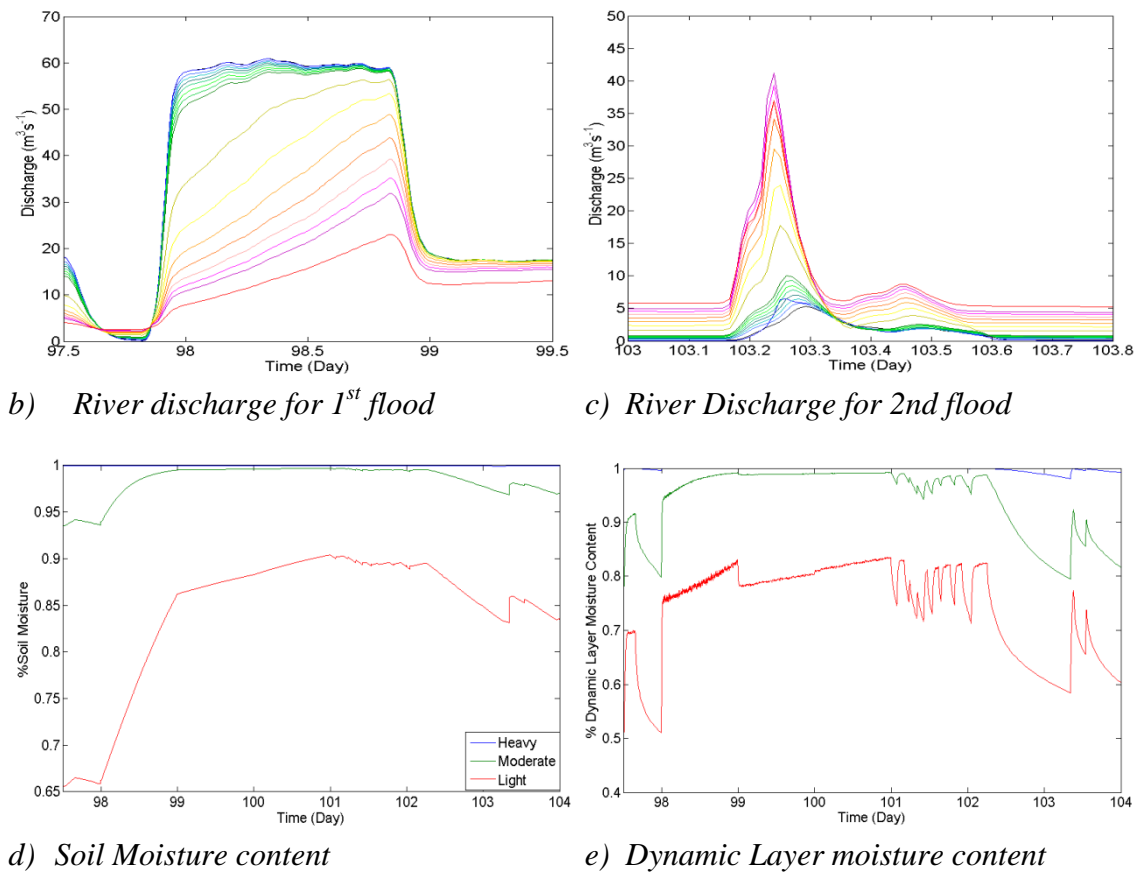 70
60
50
40
30
20
10
0
Discharge (m³s⁻¹)
97.5 98 98.5 99 99.5
Time (Day)
b) River discharge for 1st flood
50
45
40
35
30
25
20
15
10
5
0
Discharge (m³s⁻¹)
103 103.1 103.2 103.3 103.4 103.5 103.6 103.7 103.8
Time (Day)
c) River Discharge for 2nd flood
1
0.95
0.9
0.85
0.8
0.75
0.7
0.65
%Soil Moisture
98 99 100 101 102 103 104
Time (Day)
Heavy
Moderate
Light
d) Soil Moisture content
1
0.9
0.8
0.7
0.6
0.5
0.4
% Dynamic Layer Moisture Content
98 99 100 101 102 103 104
Time (Day)
e) Dynamic Layer moisture content